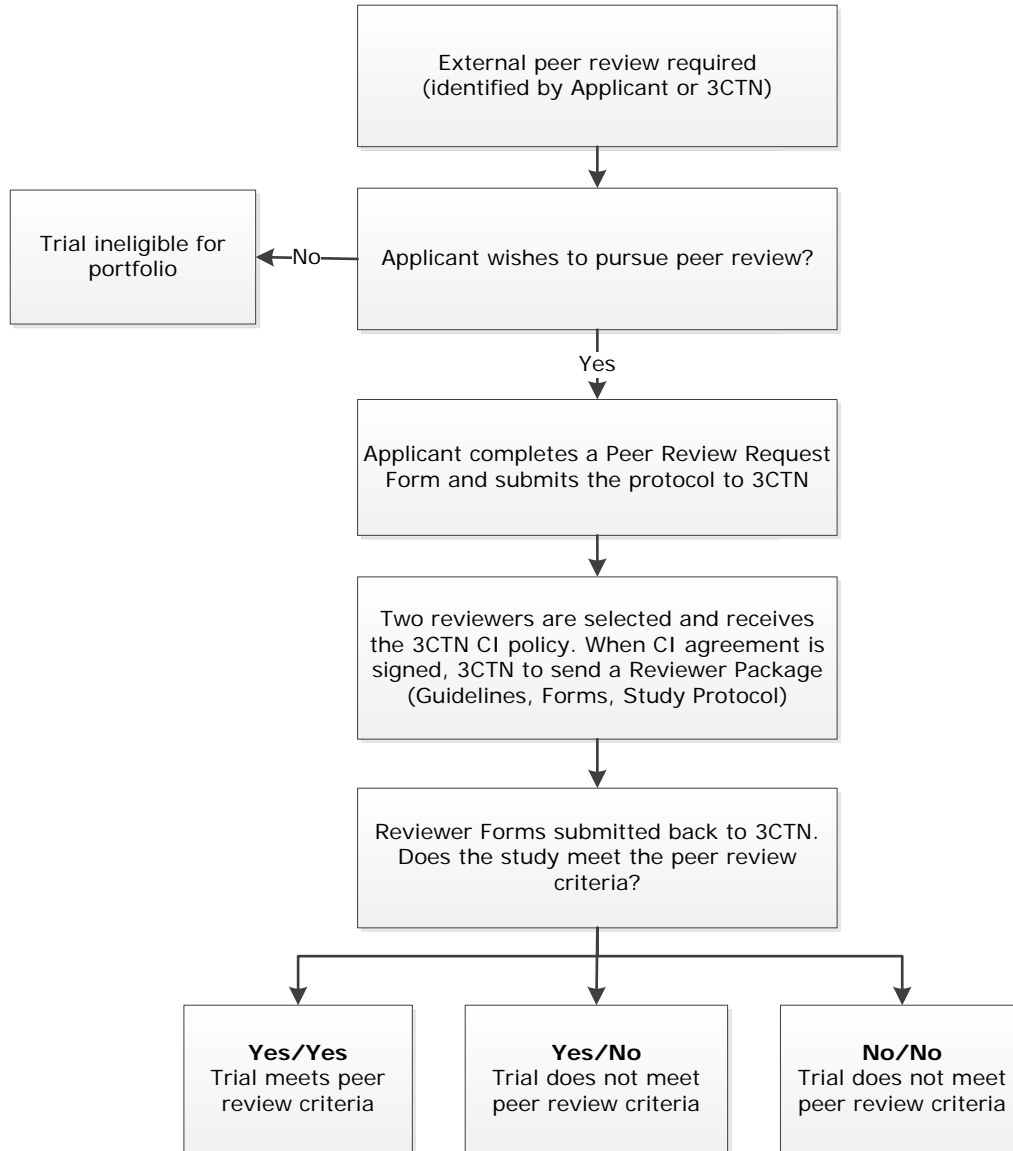 External peer review required
(identified by Applicant or 3CTN)
Trial ineligible for
portfolio
No
Applicant wishes to pursue peer review?
Yes
Applicant completes a Peer Review Request
Form and submits the protocol to 3CTN
Two reviewers are selected and receives
the 3CTN CI policy. When CI agreement is
signed, 3CTN to send a Reviewer Package
(Guidelines, Forms, Study Protocol)
Reviewer Forms submitted back to 3CTN.
Does the study meet the peer review
criteria?
Yes/Yes
Trial meets peer
review criteria
Yes/No
Trial does not meet
peer review criteria
No/No
Trial does not meet
peer review criteria